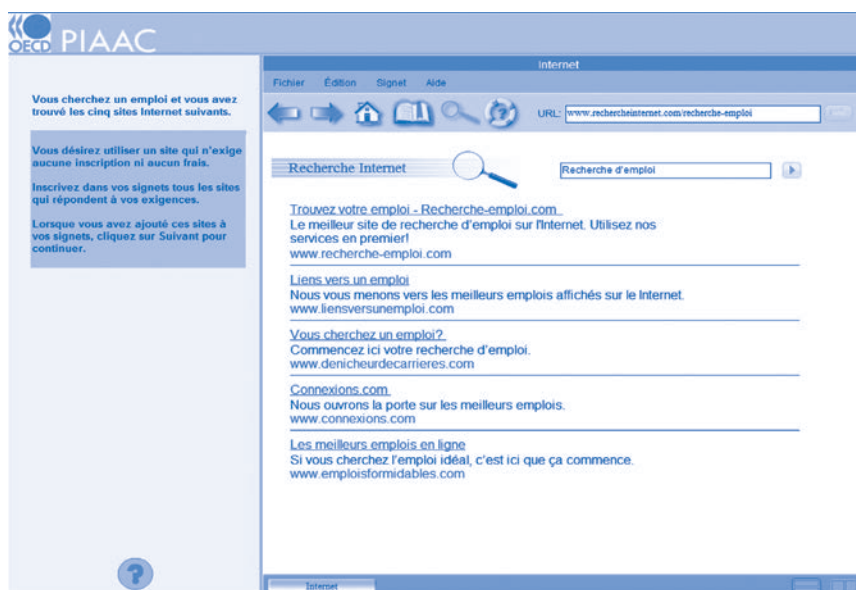 OECD PIAAC
Vous cherchez un emploi et vous avez
trouvé les cinq sites Internet suivants.
Vous désirez utiliser un site qui n'exige
aucune inscription ni aucun frais.
Inscrivez dans vos signets tous les sites
qui répondent à vos exigences.
Lorsque vous avez ajouté ces sites à
vos signets, cliquez sur Suivant pour
continuer.
?
Internet
Fichier Édition Signet Aide
URL: www.rechercheinternet.com/recherche-emploi
Recherche Internet
Recherche d'emploi
Trouvez votre emploi - Recherche-emploi.com
Le meilleur site de recherche d'emploi sur l'Internet. Utilisez nos
services en premier!
www.recherche-emploi.com
Liens vers un emploi
Nous vous menons vers les meilleurs emplois affichés sur le Internet.
www.liensversunemploi.com
Vous cherchez un emploi?
Commencez ici votre recherche d'emploi.
www.denicheurdecarrieres.com
Connexions.com
Nous ouvrons la porte sur les meilleurs emplois.
www.connexions.com
Les meilleurs emplois en ligne
Si vous cherchez l'emploi idéal, c'est ici que ça commence.
www.emploisformidables.com
Internet